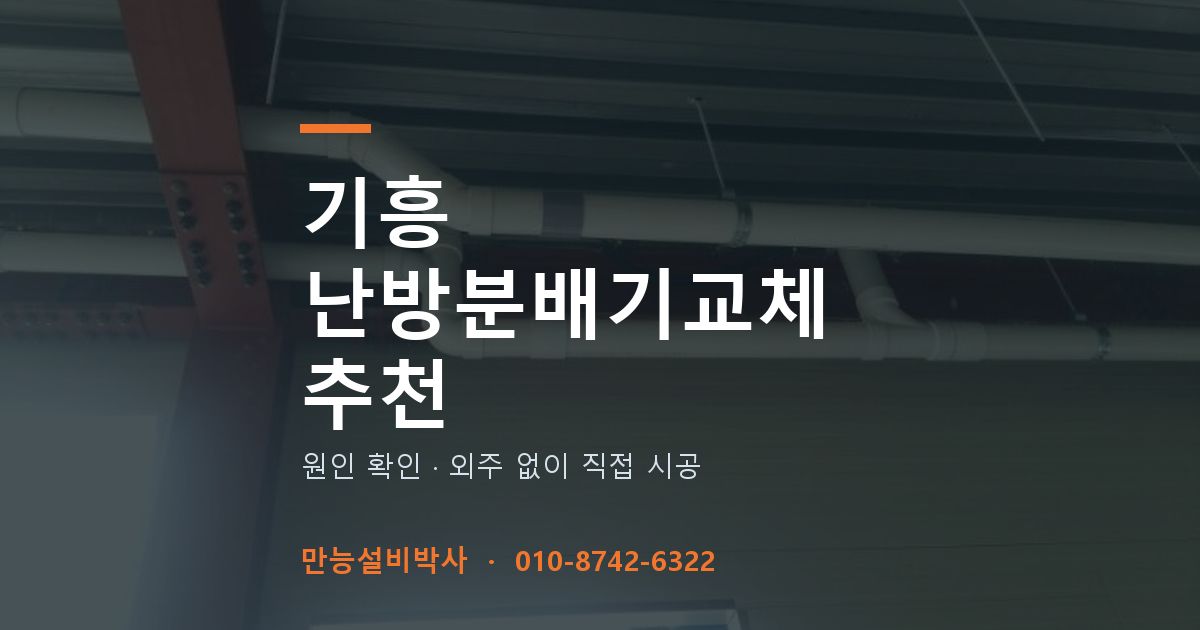 기흥
난방분배기교체
추천
원인 확인 · 외주 없이 직접 시공
만능설비박사 · 010-8742-6322